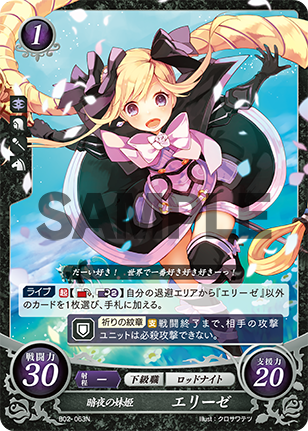 1
SAMPLE
だーい好き！ 世界で一番好き好き好きーっ！
ライブ 起 自分の退避エリアから『エリーゼ』以外
のカードを1枚選び、手札に加える。
祈りの紋章 支 戦闘終了まで、相手の攻撃
ユニットは必殺攻撃できない。
戦闘力
30
射程
一
下級職
ロッドナイト
支援力
20
暗夜の妹姫 エリーゼ
B02-063N
Illust：クロサワテツ